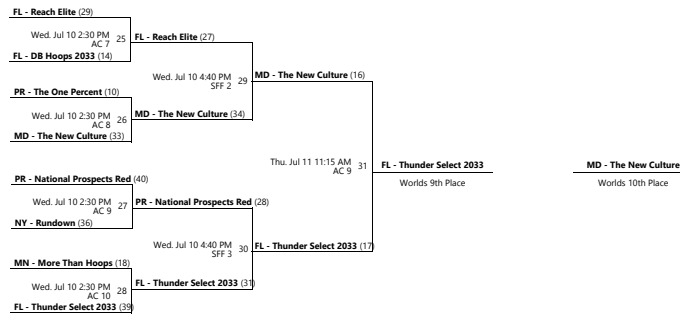 FL - Reach Elite (29)
Wed. Jul 10 2:30 PM 25
AC 7
FL - DB Hoops 2033 (14)
FL - Reach Elite (27)
Wed. Jul 10 4:40 PM 29
SFF 2
PR - The One Percent (10)
Wed. Jul 10 2:30 PM 26
AC 8
MD - The New Culture (33)
MD - The New Culture (34)
MD - The New Culture (16)
Thu. Jul 11 11:15 AM 31
AC 9
PR - National Prospects Red (40)
Wed. Jul 10 2:30 PM 27
AC 9
NY - Rundown (36)
PR - National Prospects Red (28)
Wed. Jul 10 4:40 PM 30
SFF 3
MN - More Than Hoops (18)
Wed. Jul 10 2:30 PM 28
AC 10
FL - Thunder Select 2033 (39)
FL - Thunder Select 2033 (31)
FL - Thunder Select 2033 (17)
FL - Thunder Select 2033
Worlds 9th Place
MD - The New Culture
Worlds 10th Place